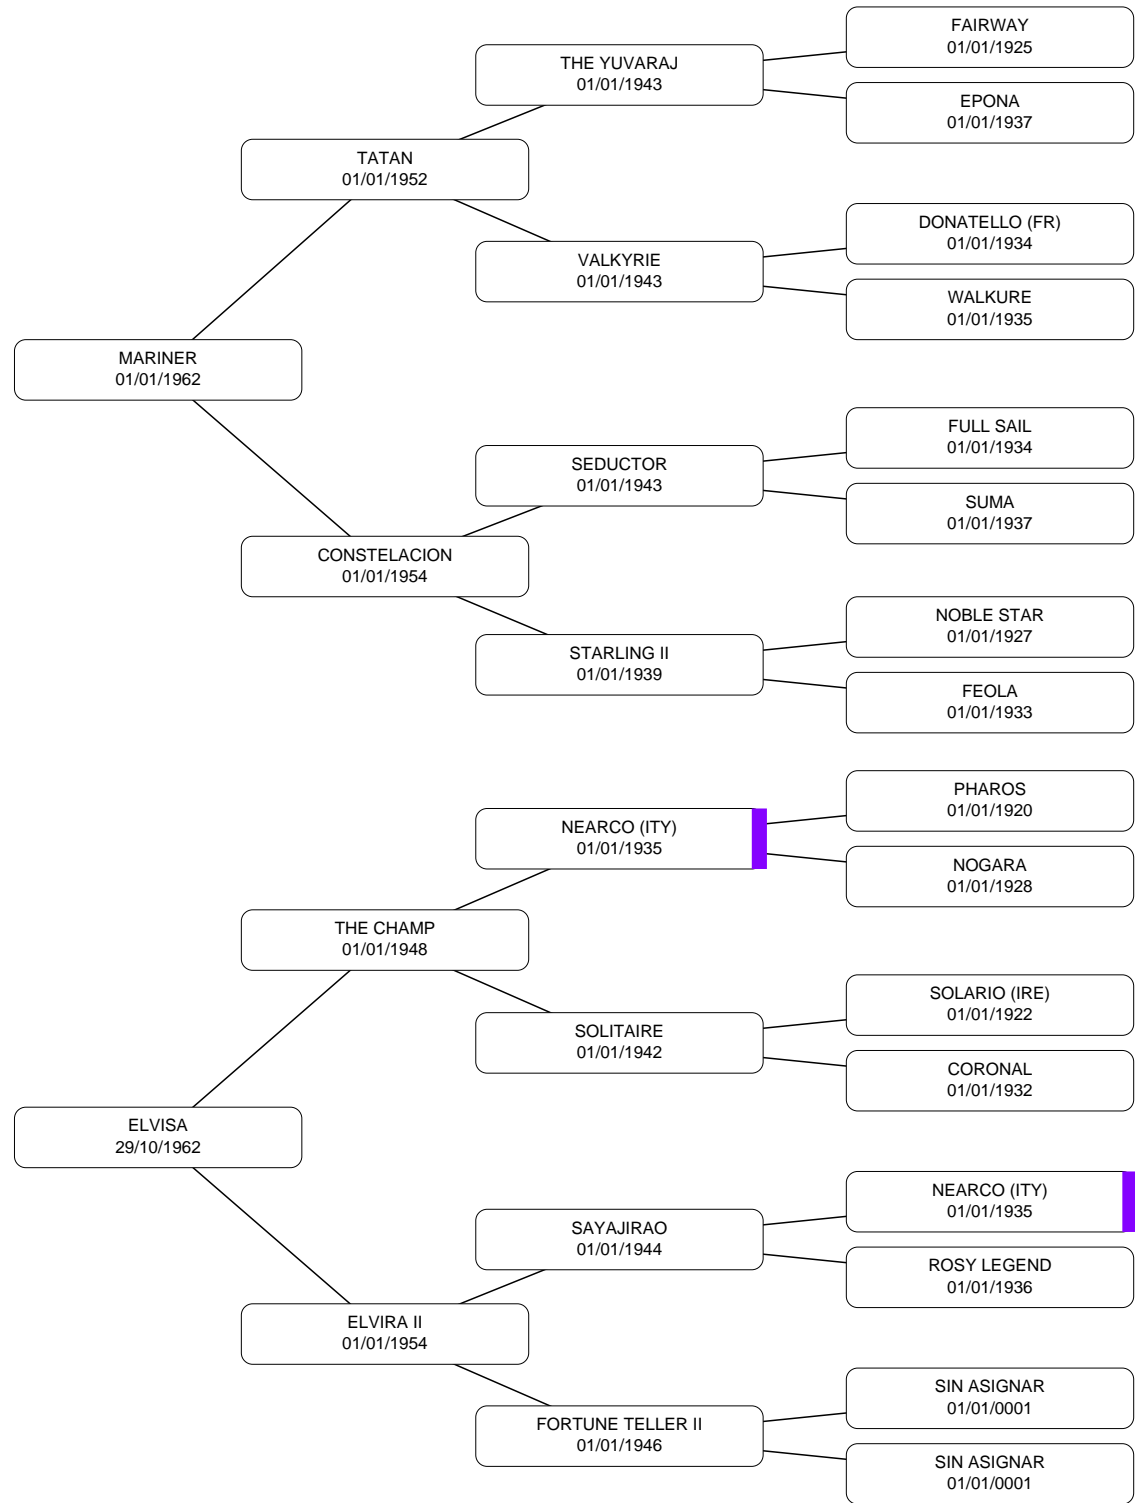 FAIRWAY
01/01/1925
THE YUVARAJ
01/01/1943
EPONA
01/01/1937
TATAN
01/01/1952
DONATELLO (FR)
01/01/1934
VALKYRIE
01/01/1943
WALKURE
01/01/1935
MARINER
01/01/1962
FULL SAIL
01/01/1934
SEDUCTOR
01/01/1943
SUMA
01/01/1937
CONSTELACION
01/01/1954
NOBLE STAR
01/01/1927
STARLING II
01/01/1939
FEOLA
01/01/1933
PHAROS
01/01/1920
NEARCO (ITY)
01/01/1935
NOGARA
01/01/1928
THE CHAMP
01/01/1948
SOLARIO (IRE)
01/01/1922
SOLITAIRE
01/01/1942
CORONAL
01/01/1932
ELVISA
29/10/1962
NEARCO (ITY)
01/01/1935
SAYAJIRAO
01/01/1944
ROSY LEGEND
01/01/1936
ELVIRA II
01/01/1954
SIN ASIGNAR
01/01/0001
FORTUNE TELLER II
01/01/1946
SIN ASIGNAR
01/01/0001